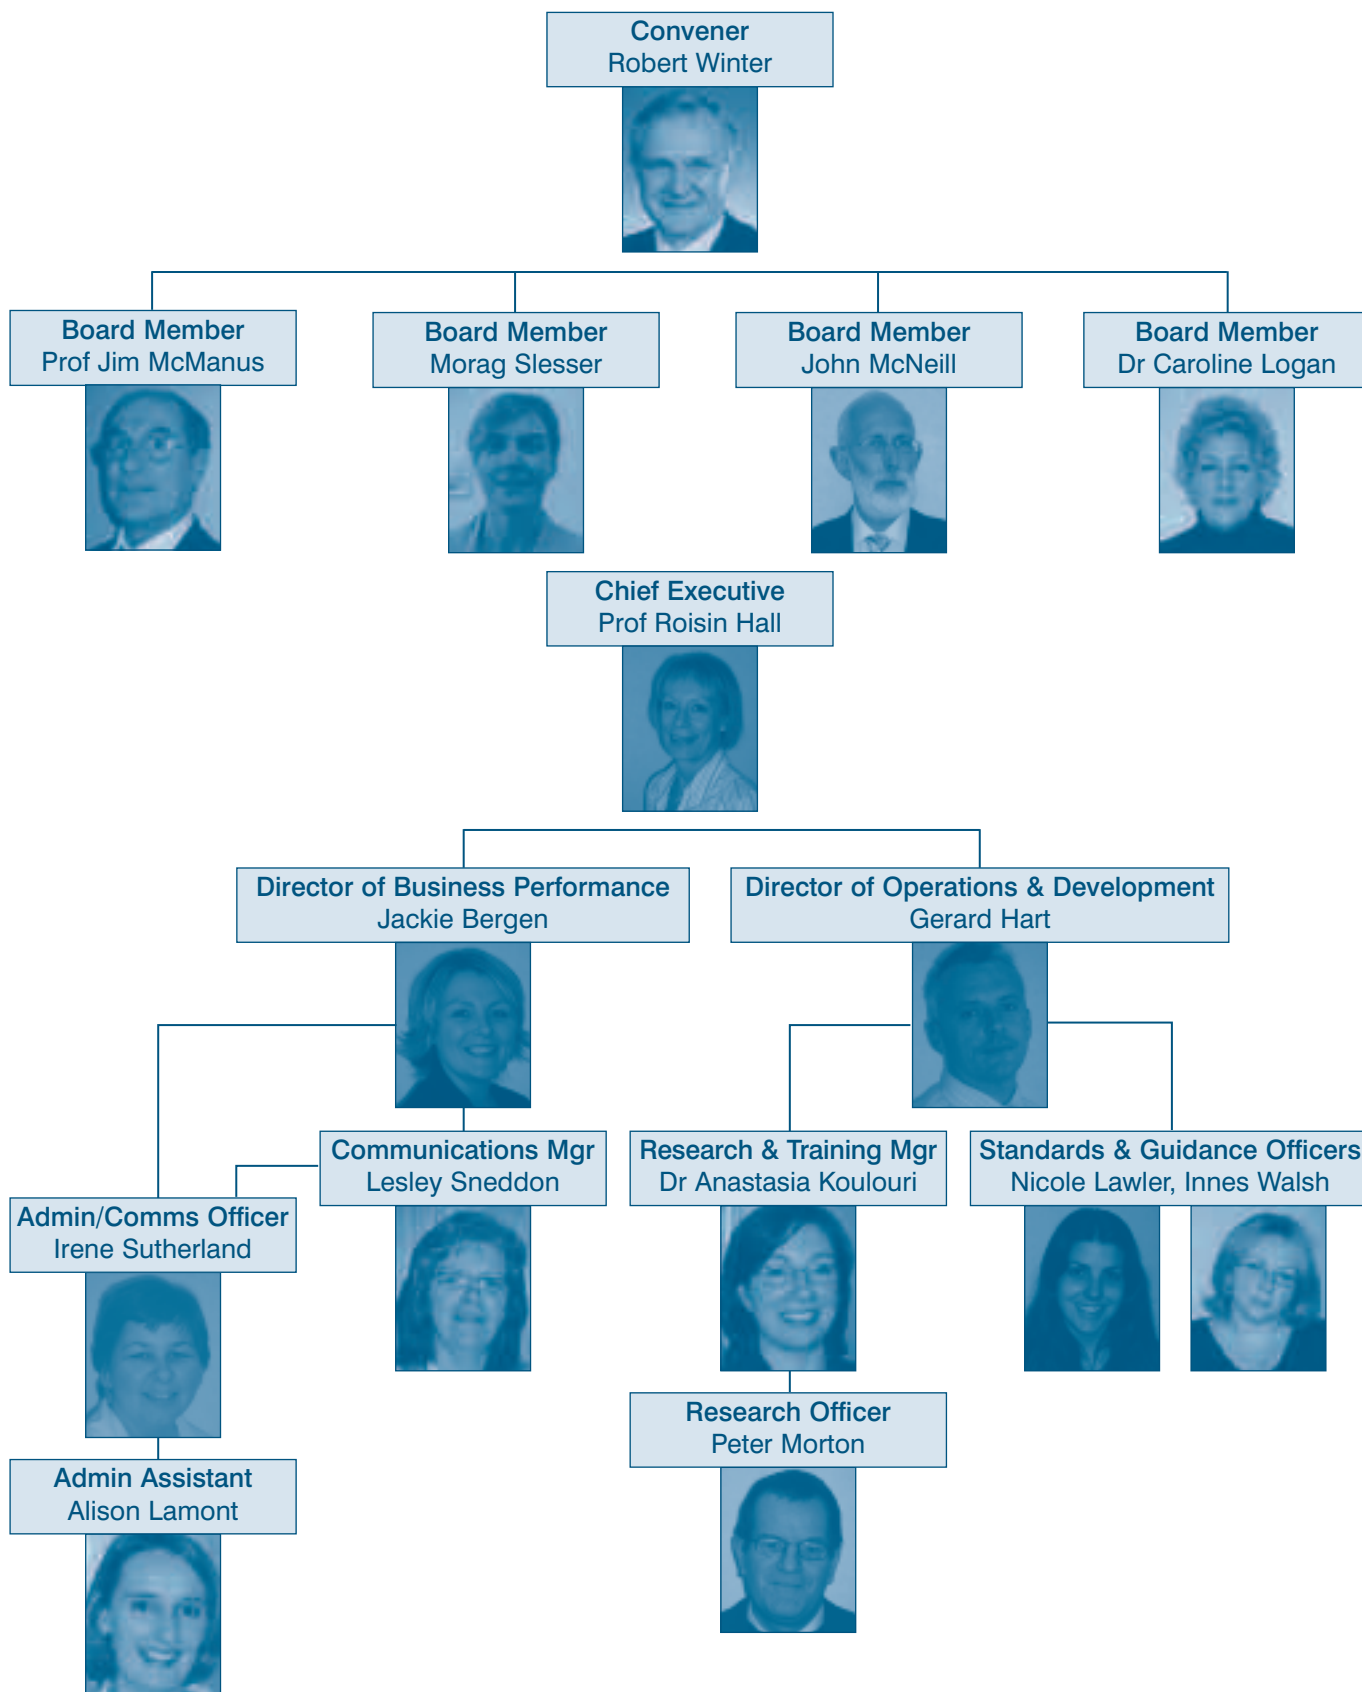 Convener
Robert Winter
Board Member
Prof Jim McManus
Board Member
Morag Slesser
Board Member
John McNeill
Board Member
Dr Caroline Logan
Chief Executive
Prof Roisin Hall
Director of Business Performance
Jackie Bergen
Director of Operations & Development
Gerard Hart
Communications Mgr
Lesley Sneddon
Research & Training Mgr
Dr Anastasia Koulouri
Standards & Guidance Officers
Nicole Lawler, Innes Walsh
Admin/Comms Officer
Irene Sutherland
Research Officer
Peter Morton
Admin Assistant
Alison Lamont